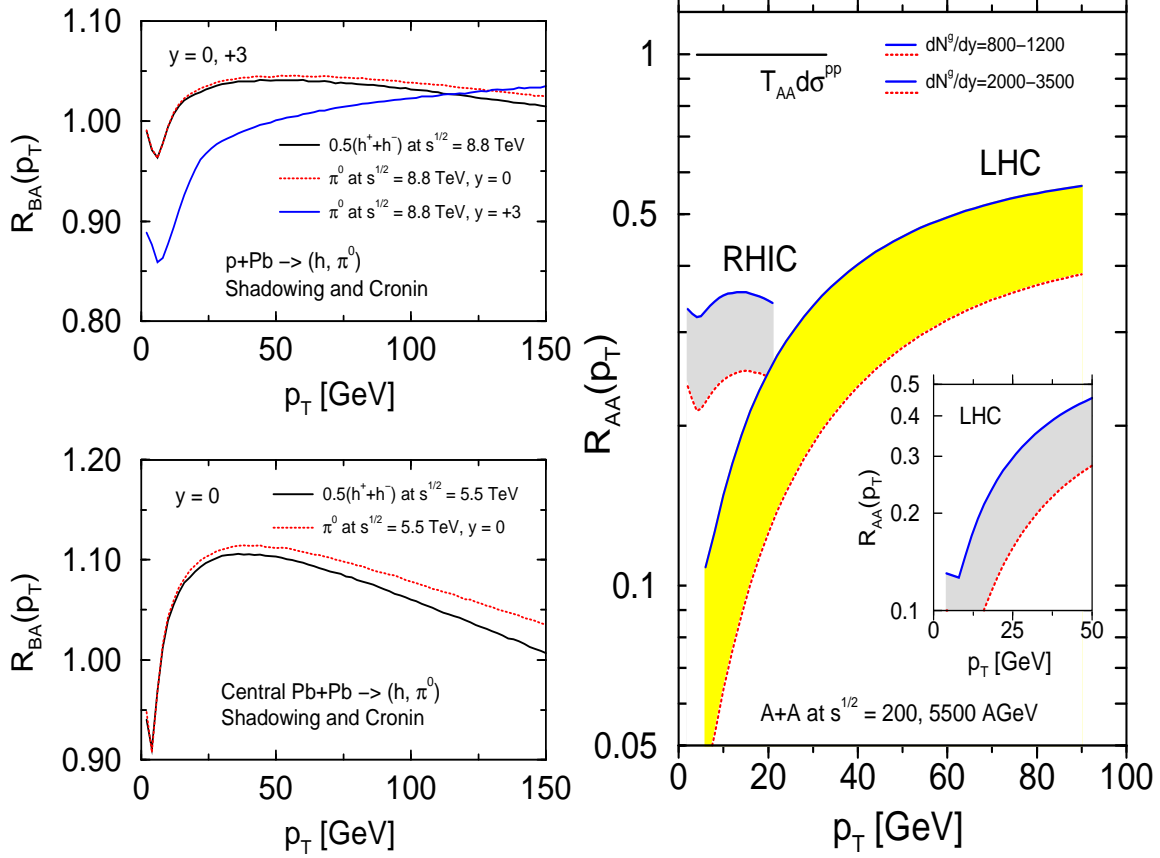 1.10
1.00
0.90
0.80
R_BA(p_T)
y = 0, +3
0.5(h⁺+h⁻) at s^1/2 = 8.8 TeV
π⁰ at s^1/2 = 8.8 TeV, y = 0
π⁰ at s^1/2 = 8.8 TeV, y = +3
p+Pb –> (h, π⁰)
Shadowing and Cronin
0 50 100 150
p_T [GeV]
1.20
1.10
1.00
0.90
R_BA(p_T)
y = 0
0.5(h⁺+h⁻) at s^1/2 = 5.5 TeV
π⁰ at s^1/2 = 5.5 TeV, y = 0
Central Pb+Pb –> (h, π⁰)
Shadowing and Cronin
0 50 100 150
p_T [GeV]
1
0.5
0.1
0.05
R_AA(p_T)
T_AA dσ^pp
dN^g/dy=800–1200
dN^g/dy=2000–3500
LHC
RHIC
0.5
0.4
0.3
0.2
0.1
R_AA(p_T)
LHC
0 25 50
p_T [GeV]
A+A at s^1/2 = 200, 5500 AGeV
0 20 40 60 80 100
p_T [GeV]